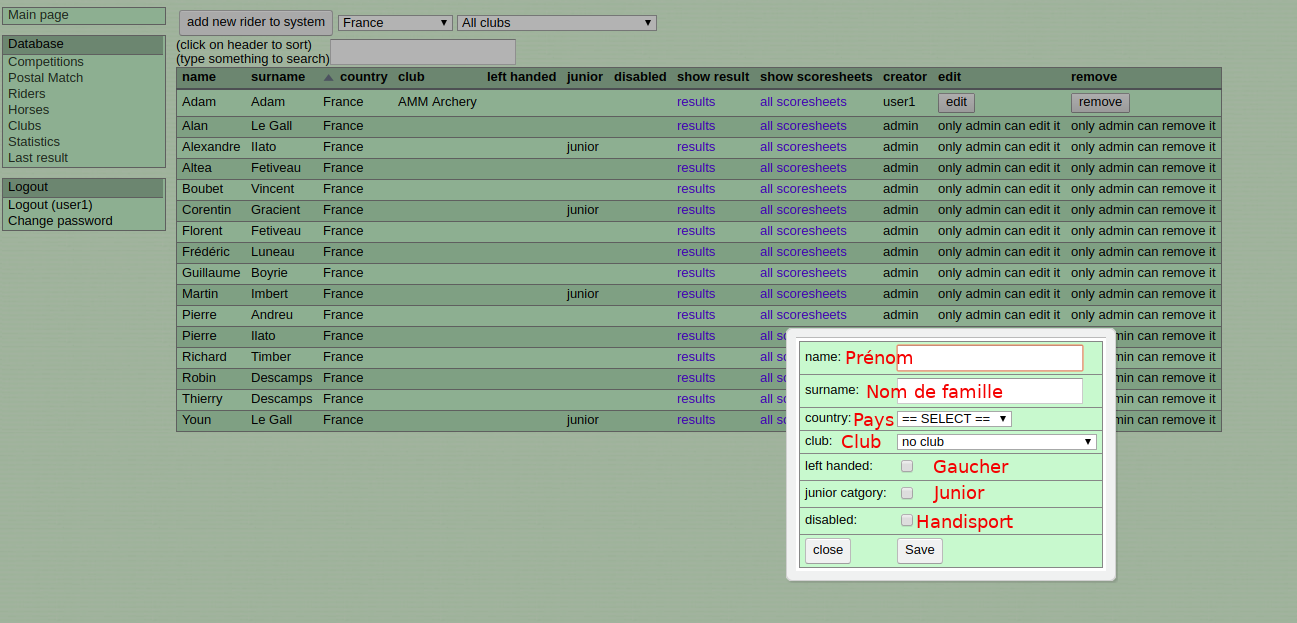 Main page
Database
Competitions
Postal Match
Riders
Horses
Clubs
Statistics
Last result
Logout
Logout (user1)
Change password
add new rider to system France All clubs
(click on header to sort)
(type something to search)
name surname country club left handed junior disabled show result show scoresheets creator edit remove
Adam Adam France AMM Archery results all scoresheets user1 edit remove
Alan Le Gall France results all scoresheets admin only admin can edit it only admin can remove it
Alexandre Ilato France junior results all scoresheets admin only admin can edit it only admin can remove it
Altea Fetiveau France results all scoresheets admin only admin can edit it only admin can remove it
Boubet Vincent France results all scoresheets admin only admin can edit it only admin can remove it
Corentin Gracient France junior results all scoresheets admin only admin can edit it only admin can remove it
Florent Fetiveau France results all scoresheets admin only admin can edit it only admin can remove it
Frédéric Luneau France results all scoresheets admin only admin can edit it only admin can remove it
Guillaume Boyrie France results all scoresheets admin only admin can edit it only admin can remove it
Martin Imbert France junior results all scoresheets admin only admin can edit it only admin can remove it
Pierre Andreu France results all scoresheets admin only admin can edit it only admin can remove it
Pierre Ilato France results all sc min can remove it
Richard Timber France results all sc min can remove it
Robin Descamps France results all sc min can remove it
Thierry Descamps France results all sc min can remove it
Youn Le Gall France junior results all sc min can remove it
name: Prénom
surname: Nom de famille
country: Pays == SELECT ==
club: Club no club
left handed: Gaucher
junior catgory: Junior
disabled: Handisport
close Save